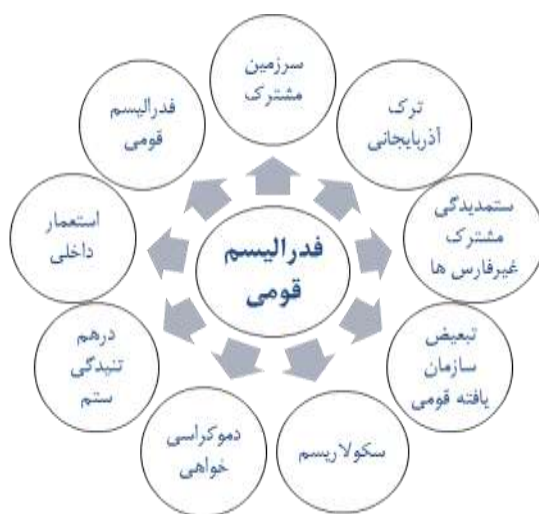 سرزمین
مشترک
ترک
آذربایجانی
ستمدیدگی
مشترک
غیرفارس ها
تبعیض
سازمان
یافته قومی
سکولاریسم
دموکراسی
خواهی
درهم
تنیدگی
ستم
استعمار
داخلی
فدرالیسم
قومی
فدرالیسم
قومی